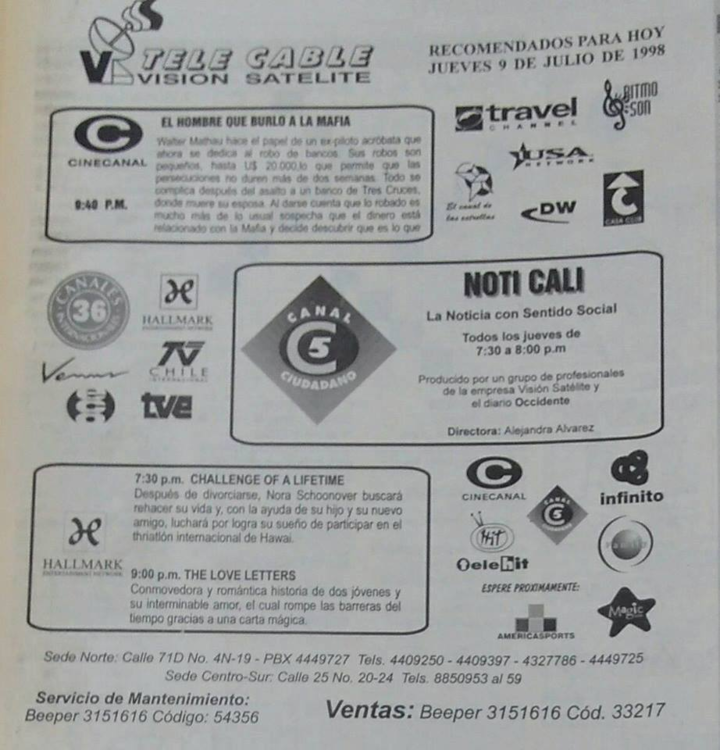 TELE CABLE
VISION SATELITE
RECOMENDADOS PARA HOY
JUEVES 9 DE JULIO DE 1998
CINECANAL
9:40 P.M.
EL HOMBRE QUE BURLO A LA MAFIA
Walter Mathau hace el papel de un ex-piloto acróbata que
ahora se dedica al robo de bancos. Sus robos son
pequeños, hasta U$ 20.000.lo que permite que las
persecuciones no duren más de dos semanas. Todo se
complica después del asalto a un banco de Tres Cruces,
donde muere su esposa. Al darse cuenta que lo robado es
mucho más de lo usual sospecha que el dinero está
relacionado con la Mafia y decide descubrir que es lo que
travel
CHANNEL
RITMO
SON
USA
NETWORK
El canal de
las estrellas
DW
CASA CLUB
CANALES
36
INTERNACIONALES
HALLMARK
ENTERTAINMENT NETWORK
Venus
TV
CHILE
INTERNACIONAL
tve
CANAL
C5
CIUDADANO
NOTI CALI
La Noticia con Sentido Social
Todos los jueves de
7:30 a 8:00 p.m
Producido por un grupo de profesionales
de la empresa Visión Satélite y
el diario Occidente
Directora: Alejandra Alvarez
HALLMARK
ENTERTAINMENT NETWORK
7:30 p.m. CHALLENGE OF A LIFETIME
Después de divorciarse, Nora Schoonover buscará
rehacer su vida y, con la ayuda de su hijo y su nuevo
amigo, luchará por logra su sueño de participar en el
thriatlón internacional de Hawai.
9:00 p.m. THE LOVE LETTERS
Conmovedora y romántica historia de dos jóvenes y
su interminable amor, el cual rompe las barreras del
tiempo gracias a una carta mágica.
CINECANAL
CANAL
infinito
Hit
telehit
ESPERE PROXIMAMENTE:
AMERICASPORTS
Magic
Sede Norte: Calle 71D No. 4N-19 - PBX 4449727 Tels. 4409250 - 4409397 - 4327786 - 4449725
Sede Centro-Sur: Calle 25 No. 20-24 Tels. 8850953 al 59
Servicio de Mantenimiento:
Beeper 3151616 Código: 54356
Ventas: Beeper 3151616 Cód. 33217